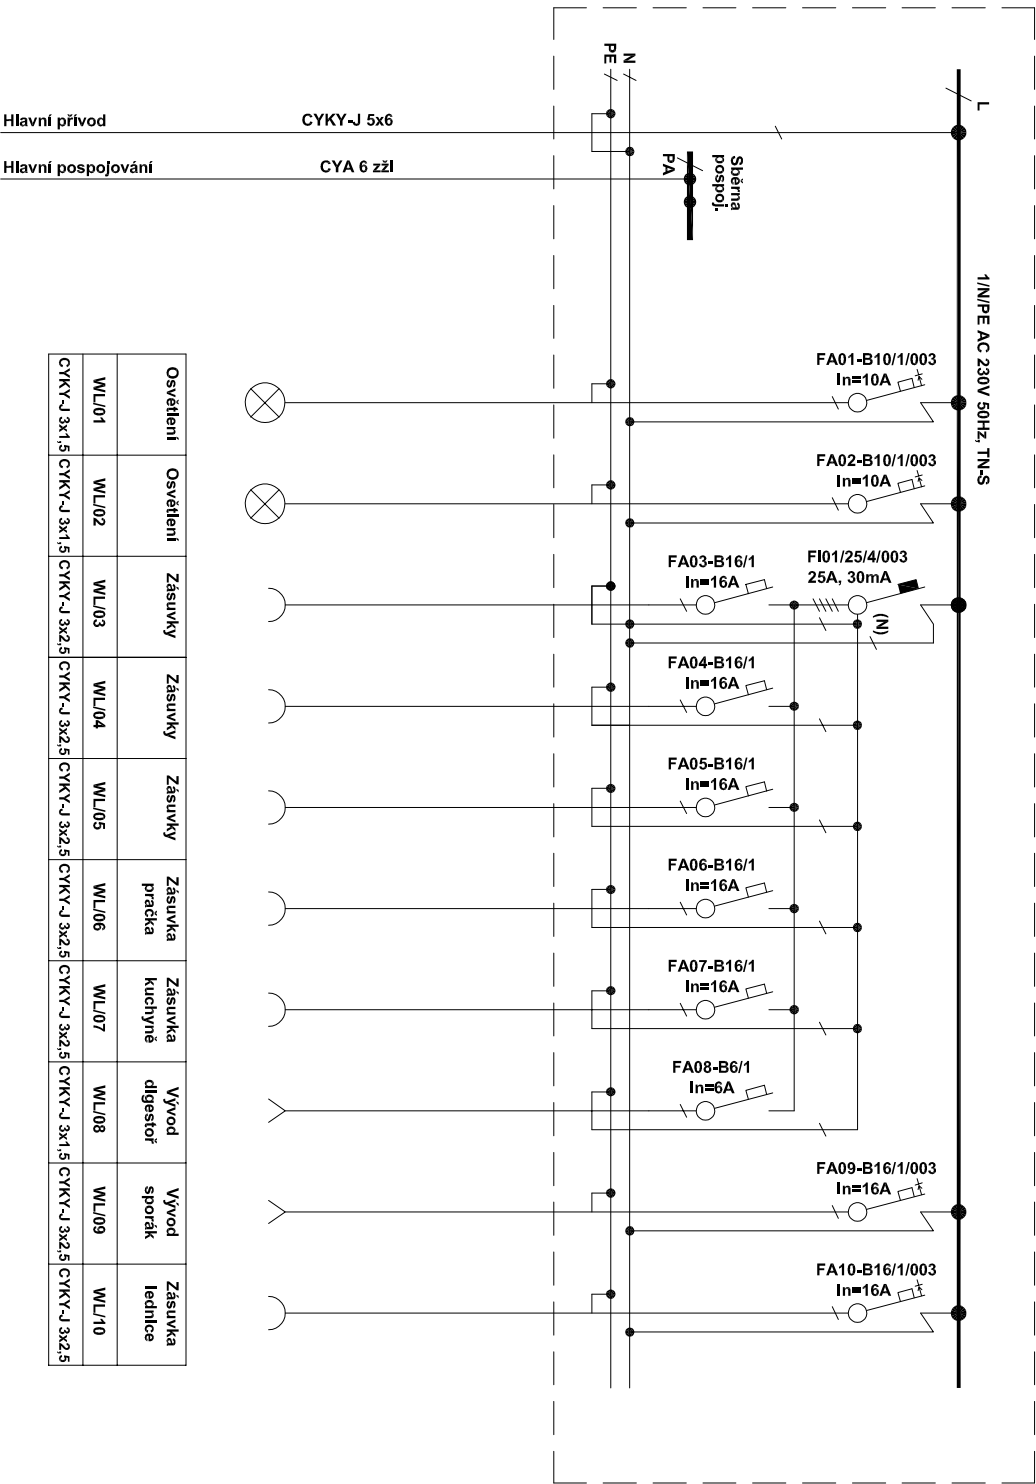 PE
N
L
Hlavní přívod
CYKY-J 5x6
Hlavní pospojování
CYA 6 zžl
PA
Sběrna
pospoj.
1/N/PE AC 230V 50Hz, TN-S
FA01-B10/1/003
In=10A
FA02-B10/1/003
In=10A
FA03-B16/1
In=16A
FI01/25/4/003
25A, 30mA
(N)
FA04-B16/1
In=16A
FA05-B16/1
In=16A
FA06-B16/1
In=16A
FA07-B16/1
In=16A
FA08-B6/1
In=6A
FA09-B16/1/003
In=16A
FA10-B16/1/003
In=16A
Osvětlení
WL/01
CYKY-J 3x1,5
Osvětlení
WL/02
CYKY-J 3x1,5
Zásuvky
WL/03
CYKY-J 3x2,5
Zásuvky
WL/04
CYKY-J 3x2,5
Zásuvky
WL/05
CYKY-J 3x2,5
Zásuvka
pračka
WL/06
CYKY-J 3x2,5
Zásuvka
kuchyně
WL/07
CYKY-J 3x2,5
Vývod
digestoř
WL/08
CYKY-J 3x1,5
Vývod
sporák
WL/09
CYKY-J 3x2,5
Zásuvka
lednice
WL/10
CYKY-J 3x2,5